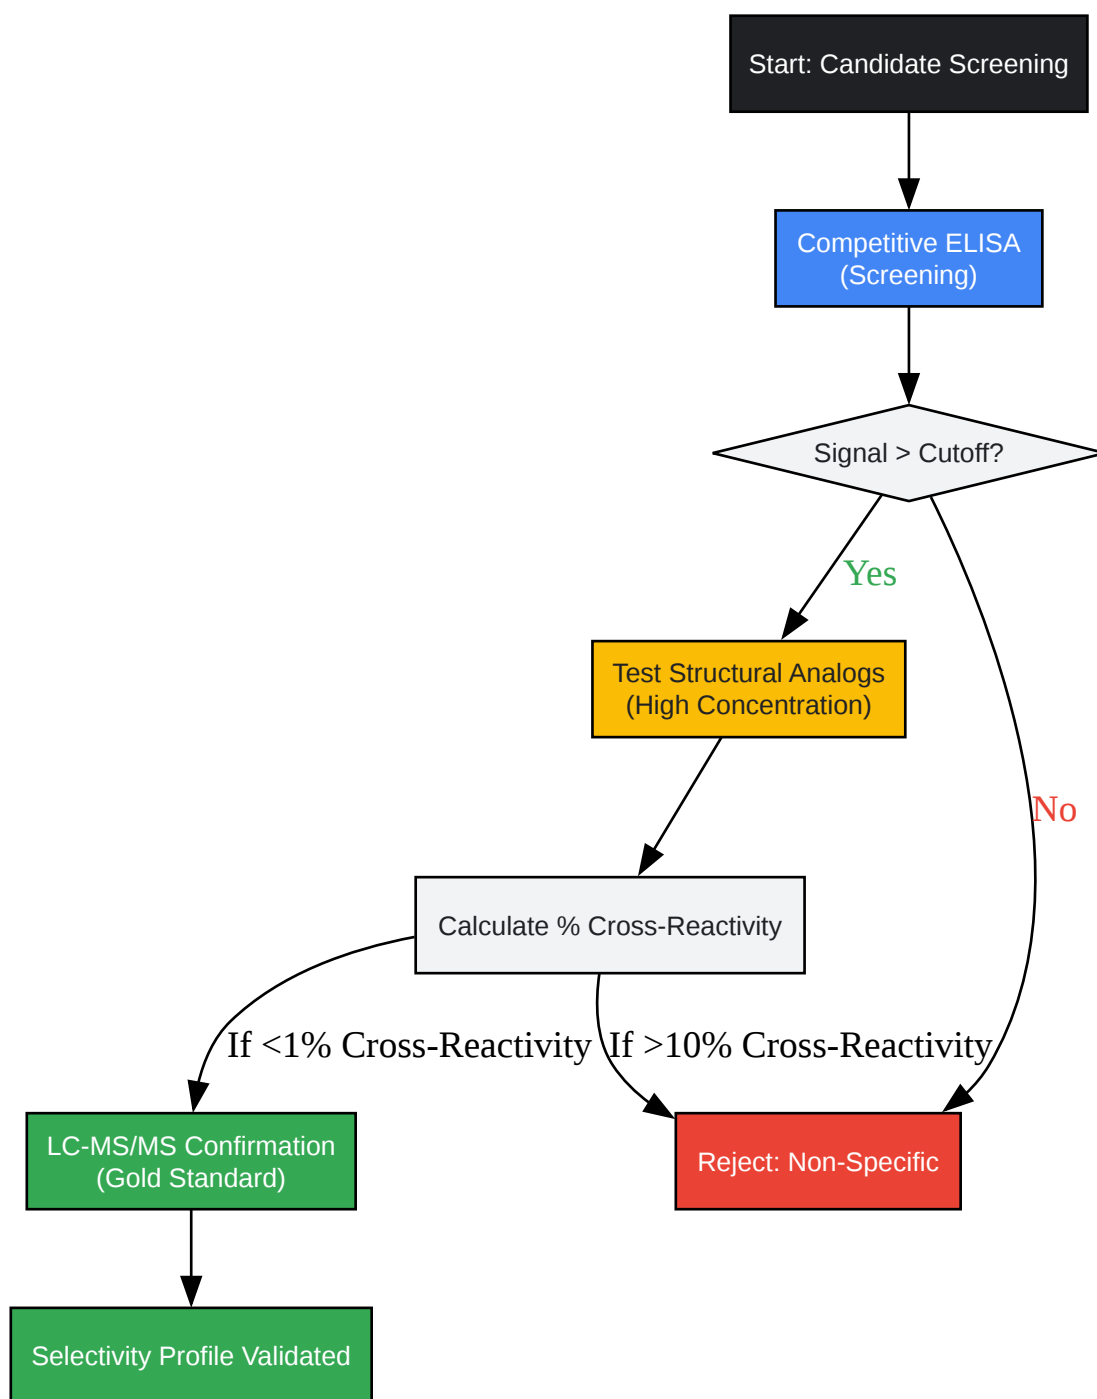 Start: Candidate Screening
Competitive ELISA
(Screening)
Signal > Cutoff?
Yes
Test Structural Analogs
(High Concentration)
No
Calculate % Cross-Reactivity
If <1% Cross-Reactivity
If >10% Cross-Reactivity
LC-MS/MS Confirmation
(Gold Standard)
Reject: Non-Specific
Selectivity Profile Validated